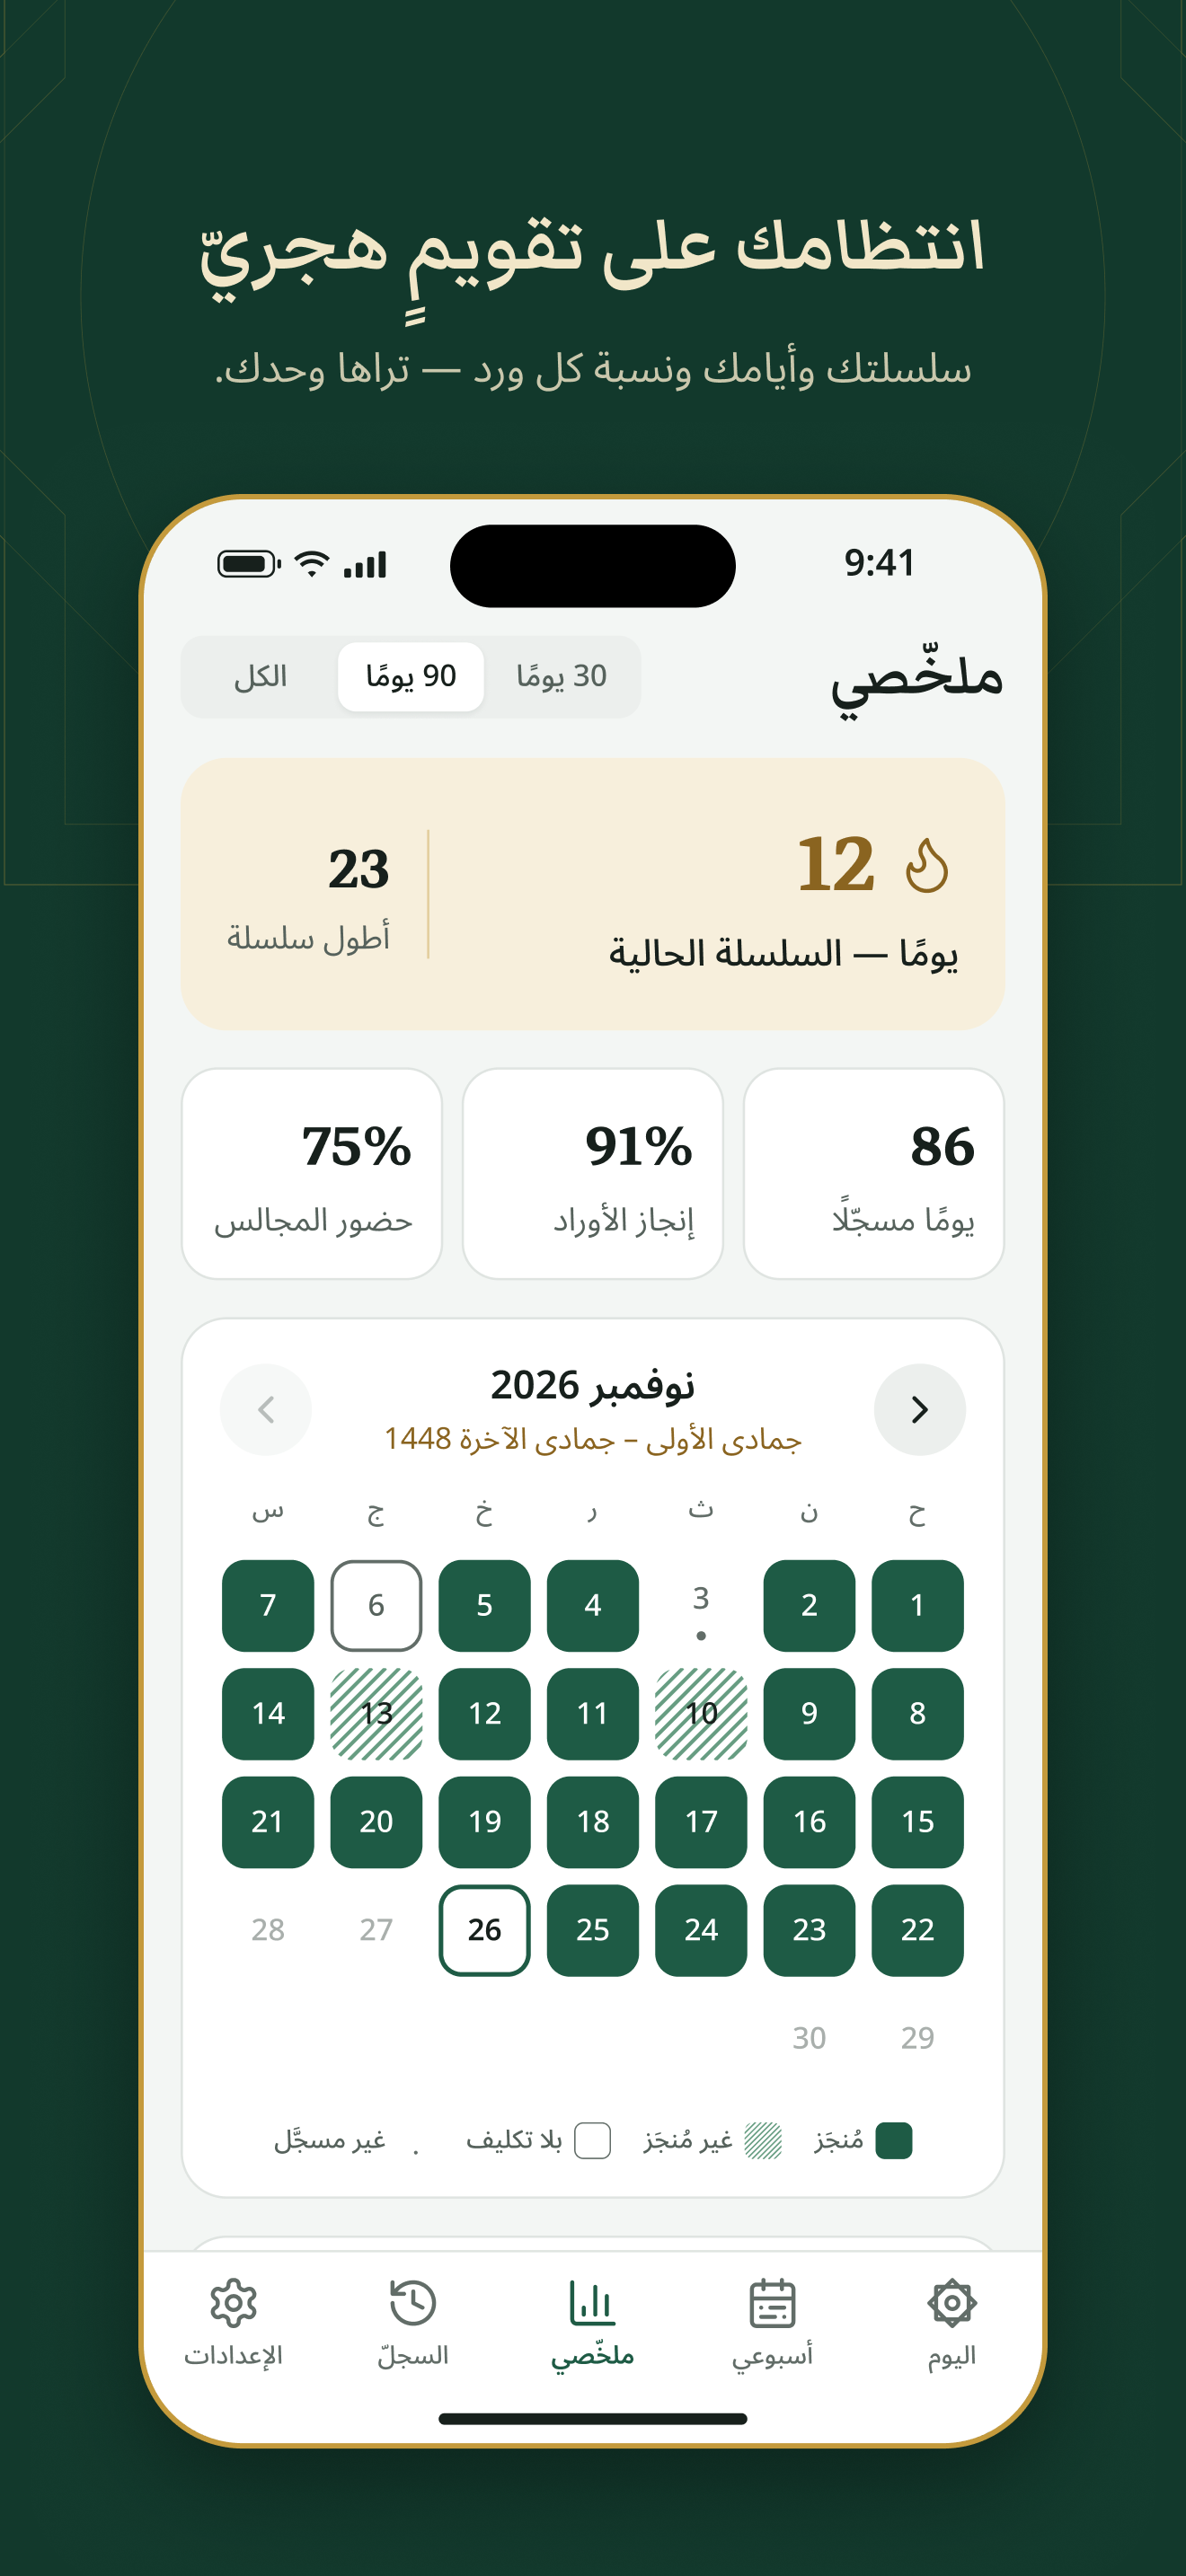 انتظامك على تقويمٍ هجريّ
سلسلتك وأيامك ونسبة كل ورد — تراها وحدك.
9:41
ملخّصي
30 يومًا 90 يومًا الكل
12
يومًا — السلسلة الحالية
23
أطول سلسلة
86
يومًا مسجّلًا
91%
إنجاز الأوراد
75%
حضور المجالس
نوفمبر 2026
جمادى الأولى – جمادى الآخرة 1448
ح ن ث ر خ ج س
1 2 3 4 5 6 7
8 9 10 11 12 13 14
15 16 17 18 19 20 21
22 23 24 25 26 27 28
29 30
مُنجَز غير مُنجَز بلا تكليف غير مسجَّل
اليوم أسبوعي ملخّصي السجلّ الإعدادات